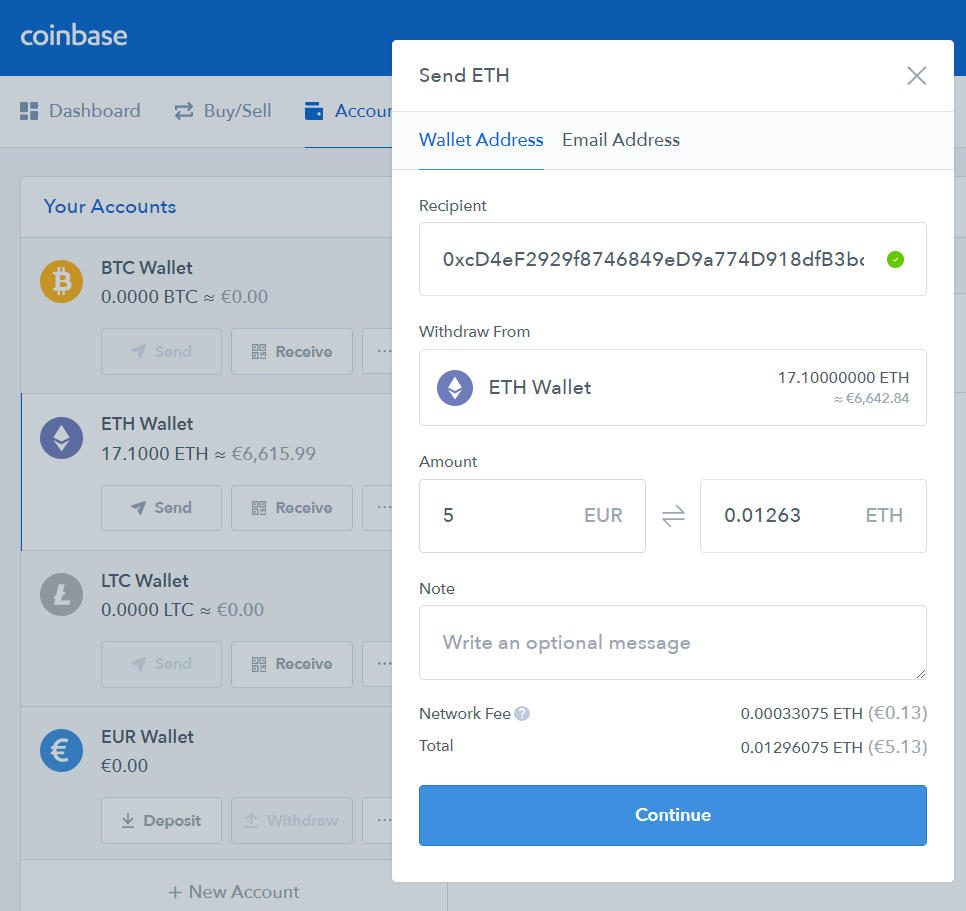 coinbase
Dashboard
Buy/Sell
Accoun
Your Accounts
BTC Wallet
0.0000 BTC ≈ €0.00
Send
Receive
...
ETH Wallet
17.1000 ETH ≈ €6,615.99
Send
Receive
...
LTC Wallet
0.0000 LTC ≈ €0.00
Send
Receive
...
EUR Wallet
€0.00
Deposit
Withdraw
...
+ New Account
Send ETH
Wallet Address
Email Address
Recipient
0xcD4eF2929f8746849eD9a774D918dfB3bc
Withdraw From
ETH Wallet
17.10000000 ETH
≈ €6,642.84
Amount
5 EUR
0.01263 ETH
Note
Write an optional message
Network Fee ?
0.00033075 ETH (€0.13)
Total
0.01296075 ETH (€5.13)
Continue